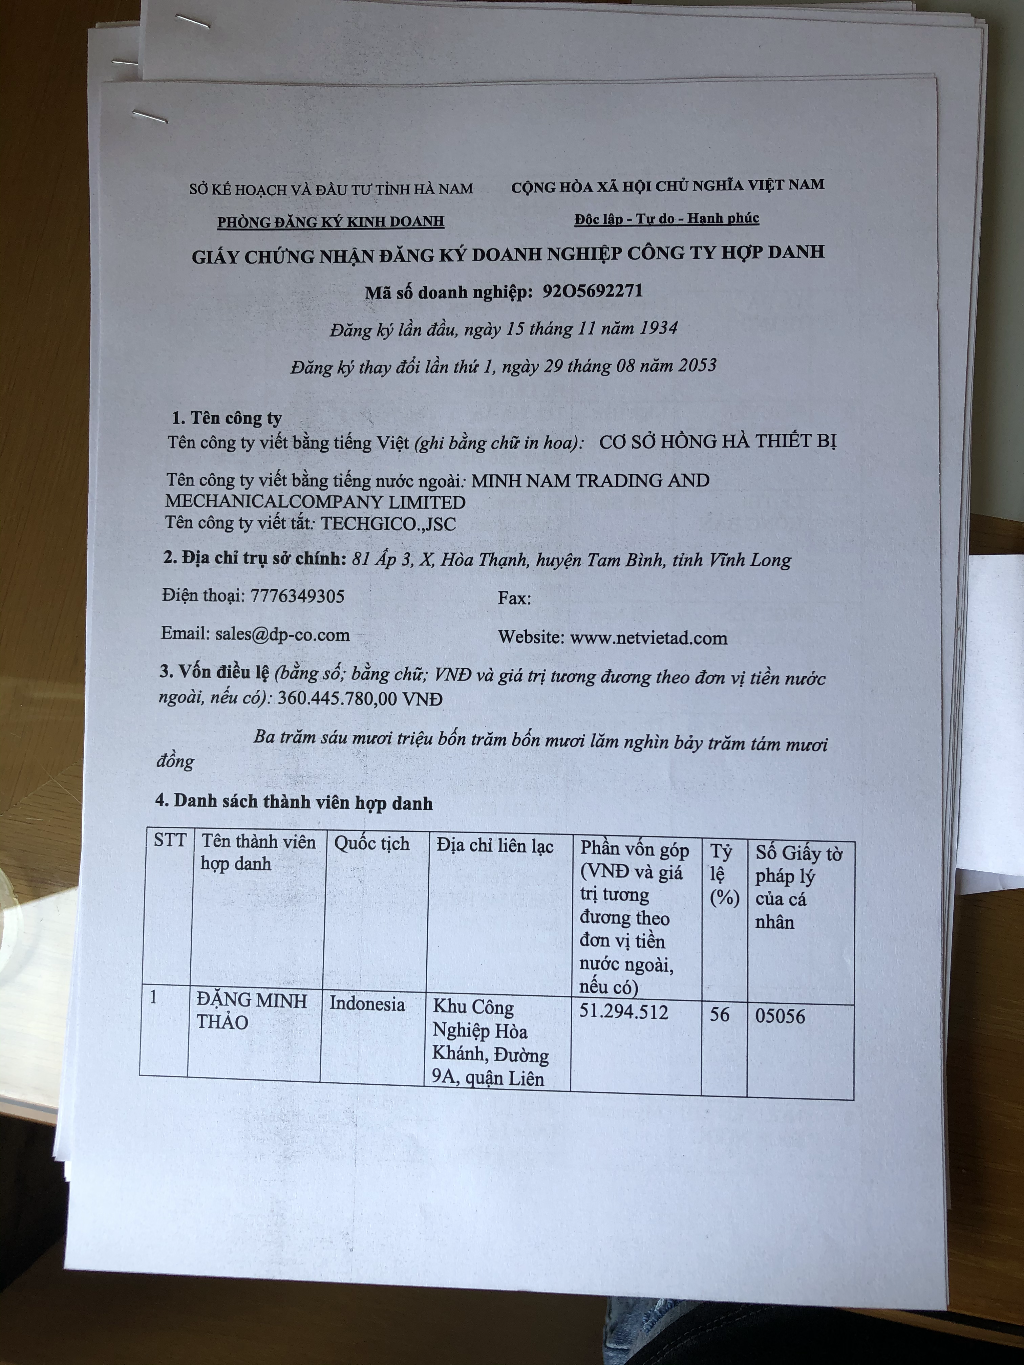 SỞ KẾ HOẠCH VÀ ĐẦU TƯ TỈNH HÀ NAM
CỘNG HÒA XÃ HỘI CHỦ NGHĨA VIỆT NAM
PHÒNG ĐĂNG KÝ KINH DOANH
Độc lập - Tự do - Hạnh phúc
GIẤY CHỨNG NHẬN ĐĂNG KÝ DOANH NGHIỆP CÔNG TY HỢP DANH
Mã số doanh nghiệp: 92O5692271
Đăng ký lần đầu, ngày 15 tháng 11 năm 1934
Đăng ký thay đổi lần thứ 1, ngày 29 tháng 08 năm 2053
1. Tên công ty
Tên công ty viết bằng tiếng Việt (ghi bằng chữ in hoa): CƠ SỞ HỒNG HÀ THIẾT BỊ
Tên công ty viết bằng tiếng nước ngoài: MINH NAM TRADING AND
MECHANICALCOMPANY LIMITED
Tên công ty viết tắt: TECHGICO.,JSC
2. Địa chỉ trụ sở chính: 81 Ấp 3, X, Hòa Thạnh, huyện Tam Bình, tỉnh Vĩnh Long
Điện thoại: 7776349305
Fax:
Email: sales@dp-co.com
Website: www.netvietad.com
3. Vốn điều lệ (bằng số; bằng chữ; VNĐ và giá trị tương đương theo đơn vị tiền nước
ngoài, nếu có): 360.445.780,00 VNĐ
Ba trăm sáu mươi triệu bốn trăm bốn mươi lăm nghìn bảy trăm tám mươi
đồng
4. Danh sách thành viên hợp danh
STT
Tên thành viên
hợp danh
Quốc tịch
Địa chỉ liên lạc
Phần vốn góp
(VNĐ và giá
trị tương
đương theo
đơn vị tiền
nước ngoài,
nếu có)
Tỷ
lệ
(%)
Số Giấy tờ
pháp lý
của cá
nhân
1
ĐẶNG MINH
THẢO
Indonesia
Khu Công
Nghiệp Hòa
Khánh, Đường
9A, quận Liên
51.294.512
56
05056